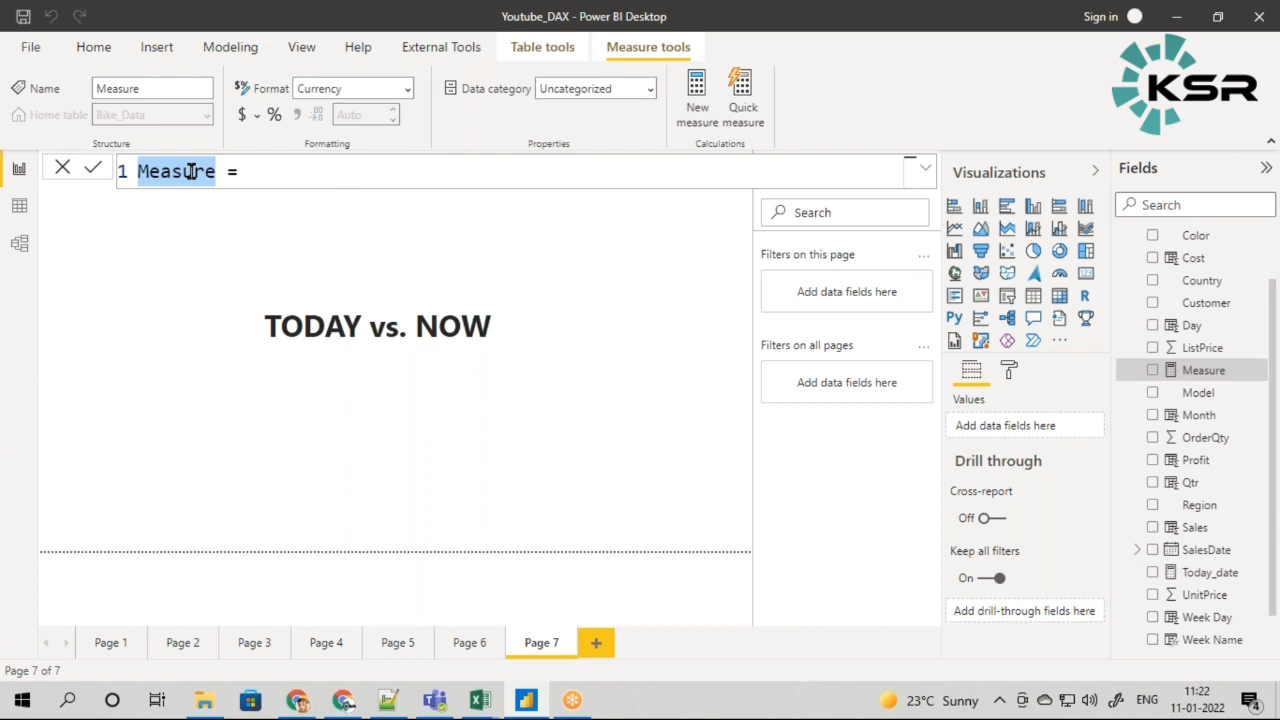 Youtube_DAX - Power BI Desktop
Sign in
File
Home
Insert
Modeling
View
Help
External Tools
Table tools
Measure tools
KSR
Name
Measure
Home table
Bike_Data
Structure
$% Format
Currency
$
%
Auto
Formatting
Data category
Uncategorized
Properties
New measure
Quick measure
Calculations
1 Measure =
TODAY vs. NOW
Search
Filters on this page
...
Add data fields here
Filters on all pages
...
Add data fields here
Visualizations
R
Py
...
Values
Add data fields here
Drill through
Cross-report
Off
Keep all filters
On
Add drill-through fields here
Fields
Search
Color
Cost
Country
Customer
Day
ListPrice
Measure
Model
Month
OrderQty
Profit
Qtr
Region
Sales
SalesDate
Today_date
UnitPrice
Week Day
Week Name
Page 1
Page 2
Page 3
Page 4
Page 5
Page 6
Page 7
+
Page 7 of 7
23°C Sunny
ENG
11:22
11-01-2022
4